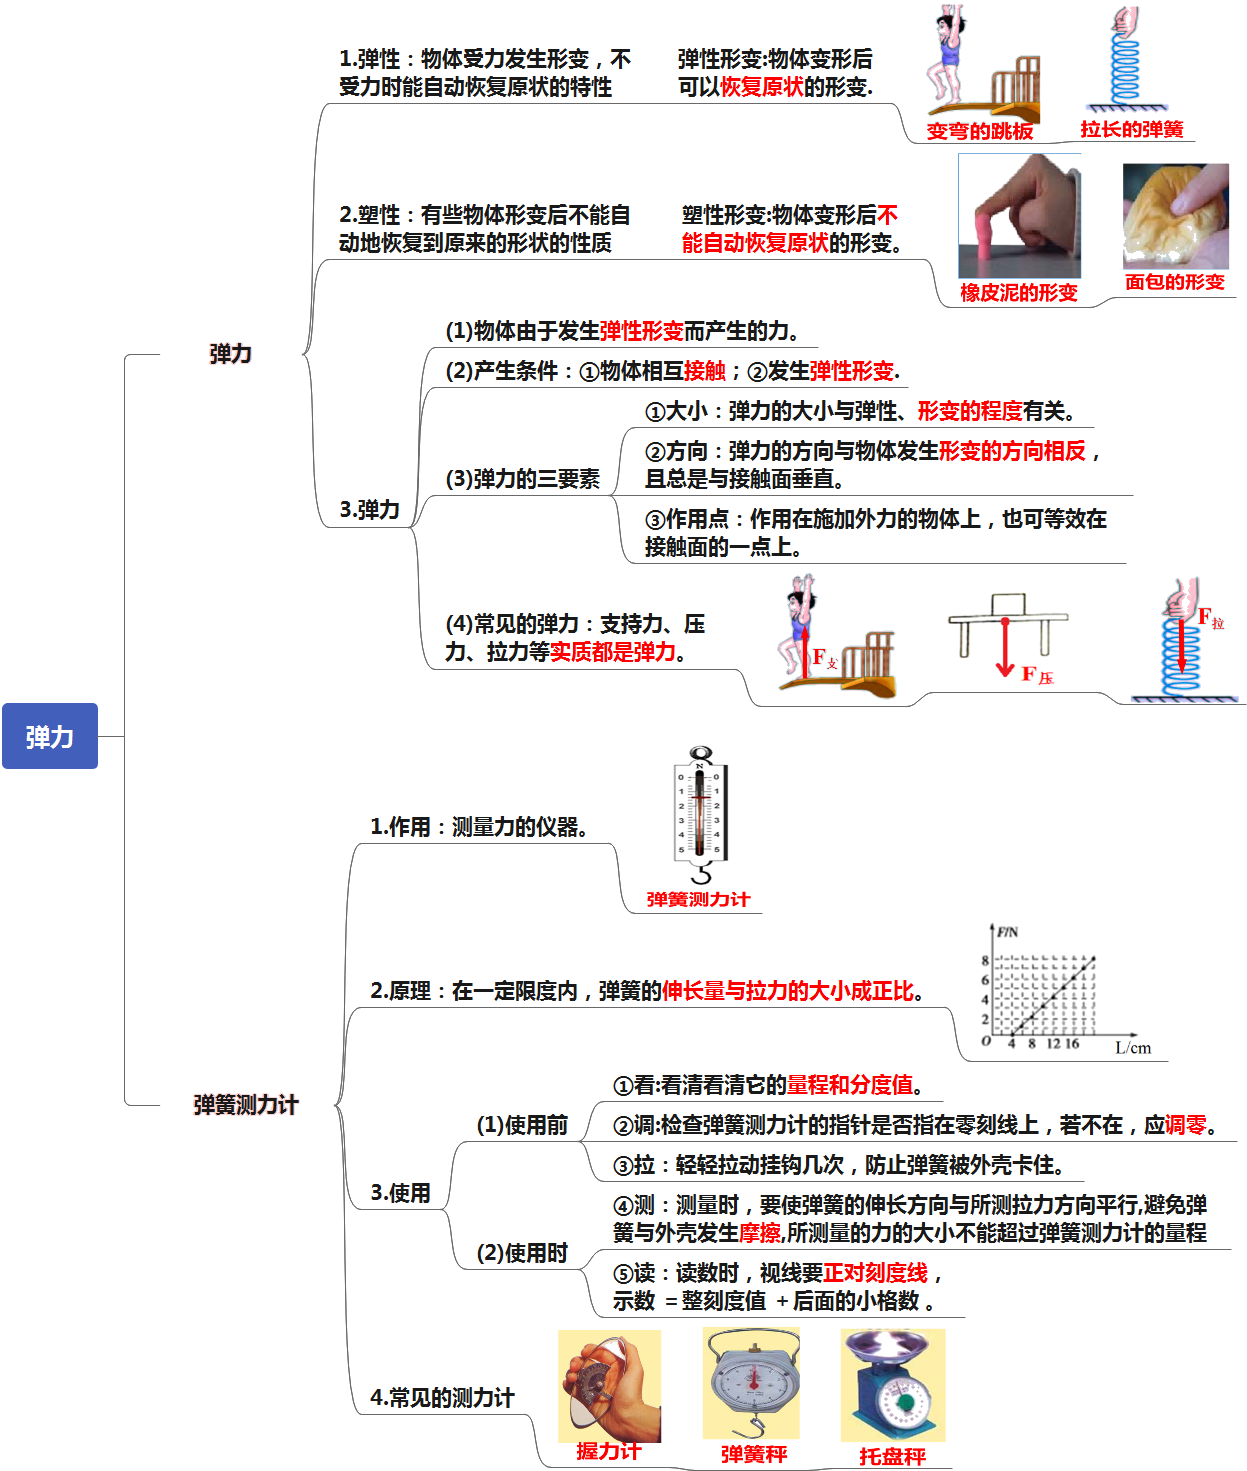 弹力
弹力
1.弹性：物体受力发生形变，不
受力时能自动恢复原状的特性
弹性形变:物体变形后
可以恢复原状的形变.
变弯的跳板
拉长的弹簧
2.塑性：有些物体形变后不能自
动地恢复到原来的形状的性质
塑性形变:物体变形后不
能自动恢复原状的形变。
橡皮泥的形变
面包的形变
3.弹力
(1)物体由于发生弹性形变而产生的力。
(2)产生条件：①物体相互接触；②发生弹性形变.
(3)弹力的三要素
①大小：弹力的大小与弹性、形变的程度有关。
②方向：弹力的方向与物体发生形变的方向相反，
且总是与接触面垂直。
③作用点：作用在施加外力的物体上，也可等效在
接触面的一点上。
(4)常见的弹力：支持力、压
力、拉力等实质都是弹力。
F支
F压
F拉
弹簧测力计
1.作用：测量力的仪器。
N
0 0
1 1
2 2
3 3
4 4
5 5
弹簧测力计
2.原理：在一定限度内，弹簧的伸长量与拉力的大小成正比。
F/N
8
6
4
2
O 4 8 12 16
L/cm
3.使用
(1)使用前
①看:看清看清它的量程和分度值。
②调:检查弹簧测力计的指针是否指在零刻线上，若不在，应调零。
③拉：轻轻拉动挂钩几次，防止弹簧被外壳卡住。
(2)使用时
④测：测量时，要使弹簧的伸长方向与所测拉力方向平行,避免弹
簧与外壳发生摩擦,所测量的力的大小不能超过弹簧测力计的量程
⑤读：读数时，视线要正对刻度线，
示数 ＝整刻度值 ＋后面的小格数 。
4.常见的测力计
握力计
弹簧秤
托盘秤